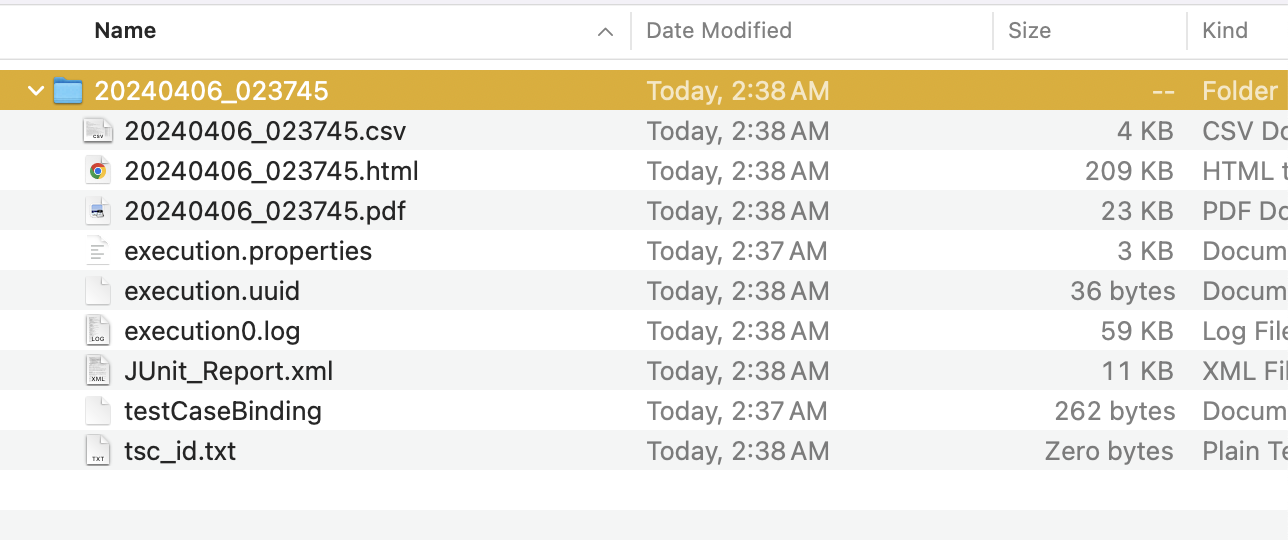 Name Date Modified Size Kind
20240406_023745 Today, 2:38 AM -- Folder
20240406_023745.csv Today, 2:38 AM 4 KB CSV Do
20240406_023745.html Today, 2:38 AM 209 KB HTML t
20240406_023745.pdf Today, 2:38 AM 23 KB PDF Do
execution.properties Today, 2:37 AM 3 KB Docum
execution.uuid Today, 2:38 AM 36 bytes Docum
execution0.log Today, 2:38 AM 59 KB Log File
JUnit_Report.xml Today, 2:38 AM 11 KB XML Fil
testCaseBinding Today, 2:37 AM 262 bytes Docum
tsc_id.txt Today, 2:38 AM Zero bytes Plain Te